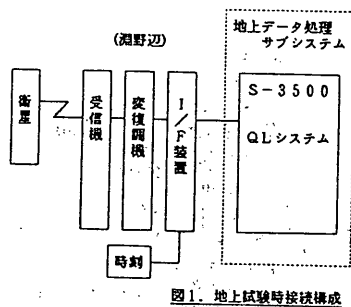 (淵野辺)
地上データ処理
サブシステム
衛星
受信機
変復調機
I/F装置
S-3500
QLシステム
時刻
図1. 地上試験時接続構成